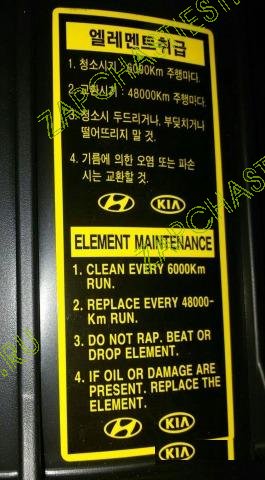 엘레멘트취급
1. 청소시기 : 6000Km 주행마다.
2. 교환시기 : 48000Km 주행마다.
3. 청소시 두드리거나, 부딪치거나
떨어뜨리지 말 것.
4. 기름에 의한 오염 또는 파손
시는 교환할 것.
KIA
ELEMENT MAINTENANCE
1. CLEAN EVERY 6000Km
RUN.
2. REPLACE EVERY 48000-
Km RUN.
3. DO NOT RAP. BEAT OR
DROP ELEMENT.
4. IF OIL OR DAMAGE ARE
PRESENT. REPLACE THE
ELEMENT.
KIA
KIA